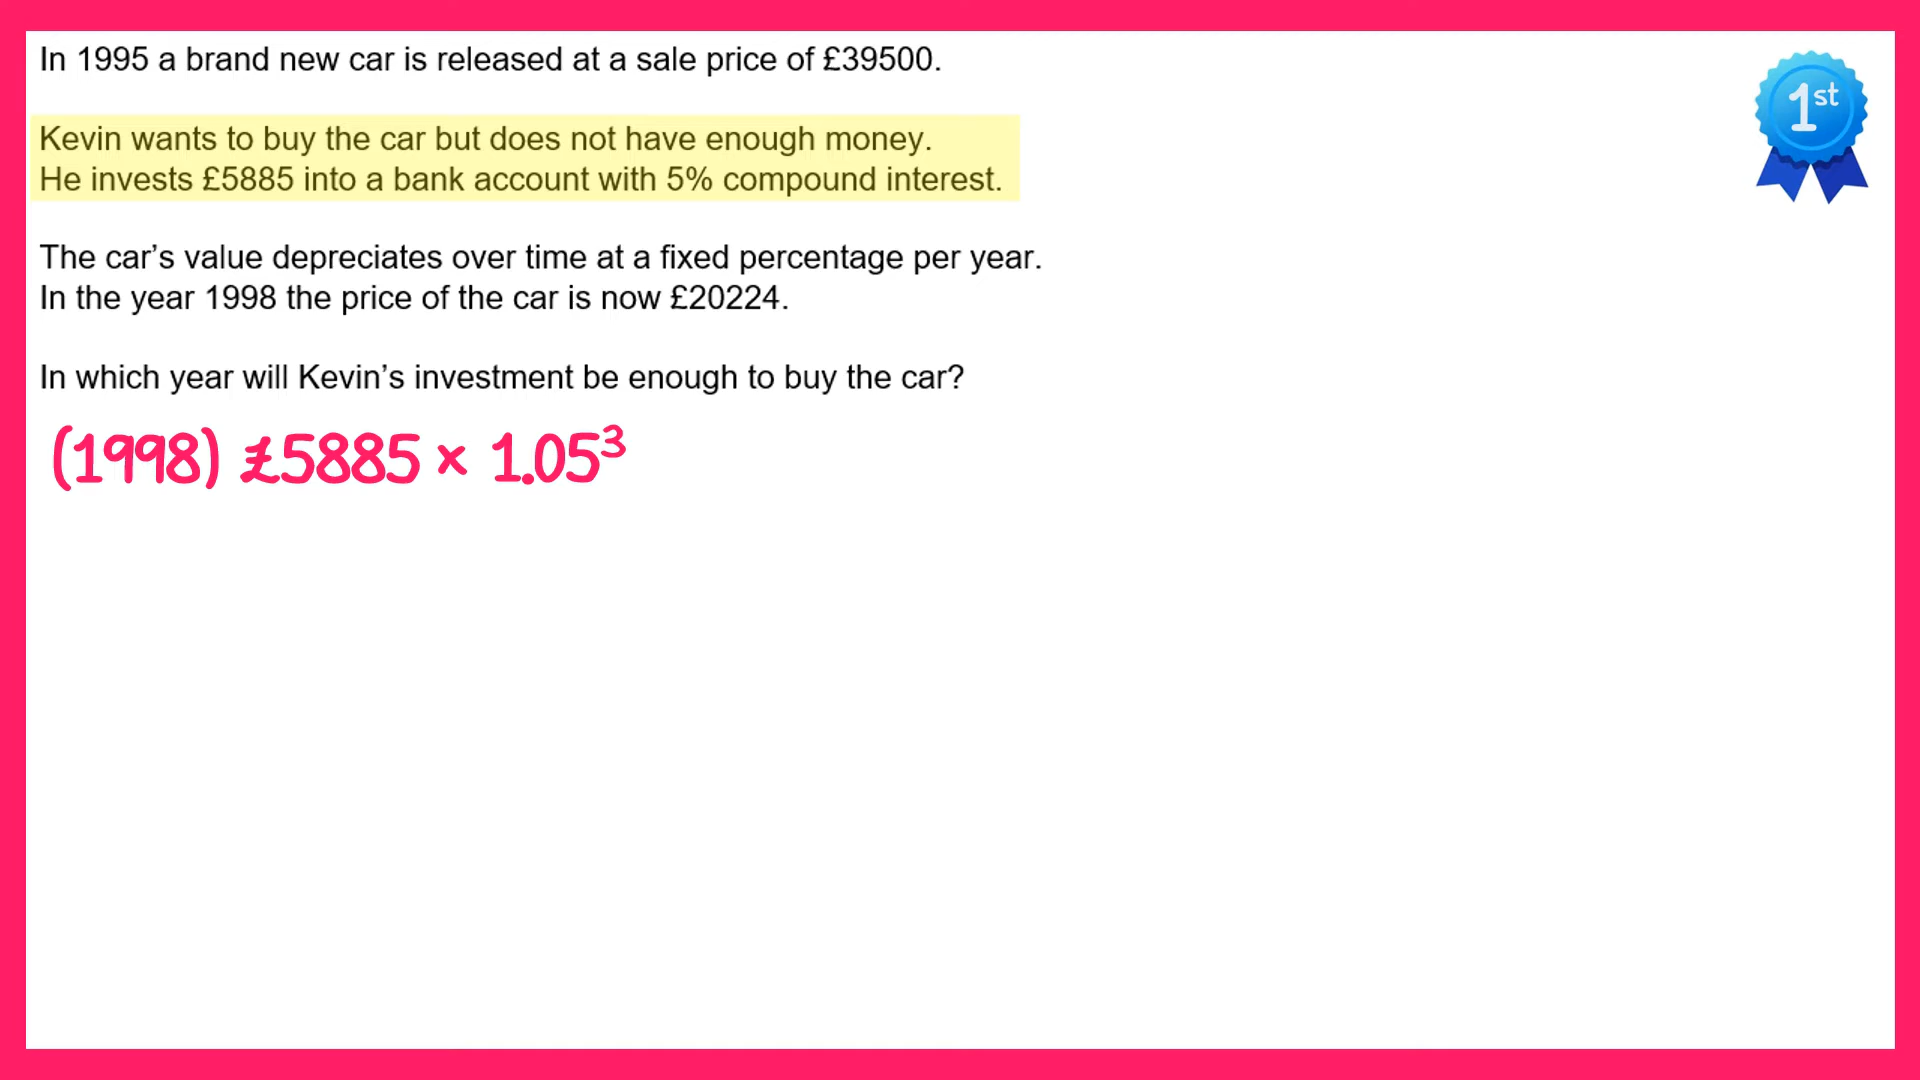 In 1995 a brand new car is released at a sale price of £39500.
1st
Kevin wants to buy the car but does not have enough money.
He invests £5885 into a bank account with 5% compound interest.
The car’s value depreciates over time at a fixed percentage per year.
In the year 1998 the price of the car is now £20224.
In which year will Kevin’s investment be enough to buy the car?
(1998) £5885 × 1.05³